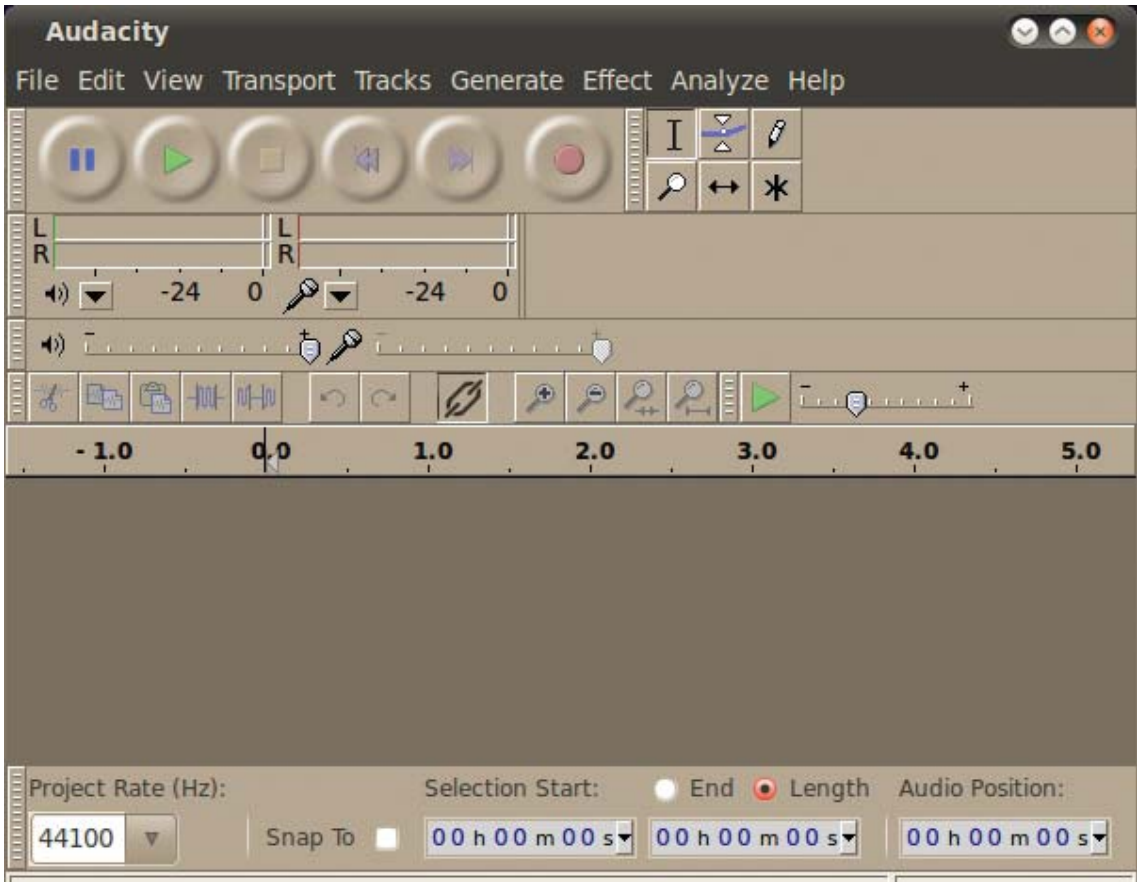 Audacity
File Edit View Transport Tracks Generate Effect Analyze Help
L L
R R
-24 0 -24 0
- + - +
- +
- 1.0 0.0 1.0 2.0 3.0 4.0 5.0
Project Rate (Hz): Selection Start: End Length Audio Position:
44100 Snap To 00 h 00 m 00 s 00 h 00 m 00 s 00 h 00 m 00 s